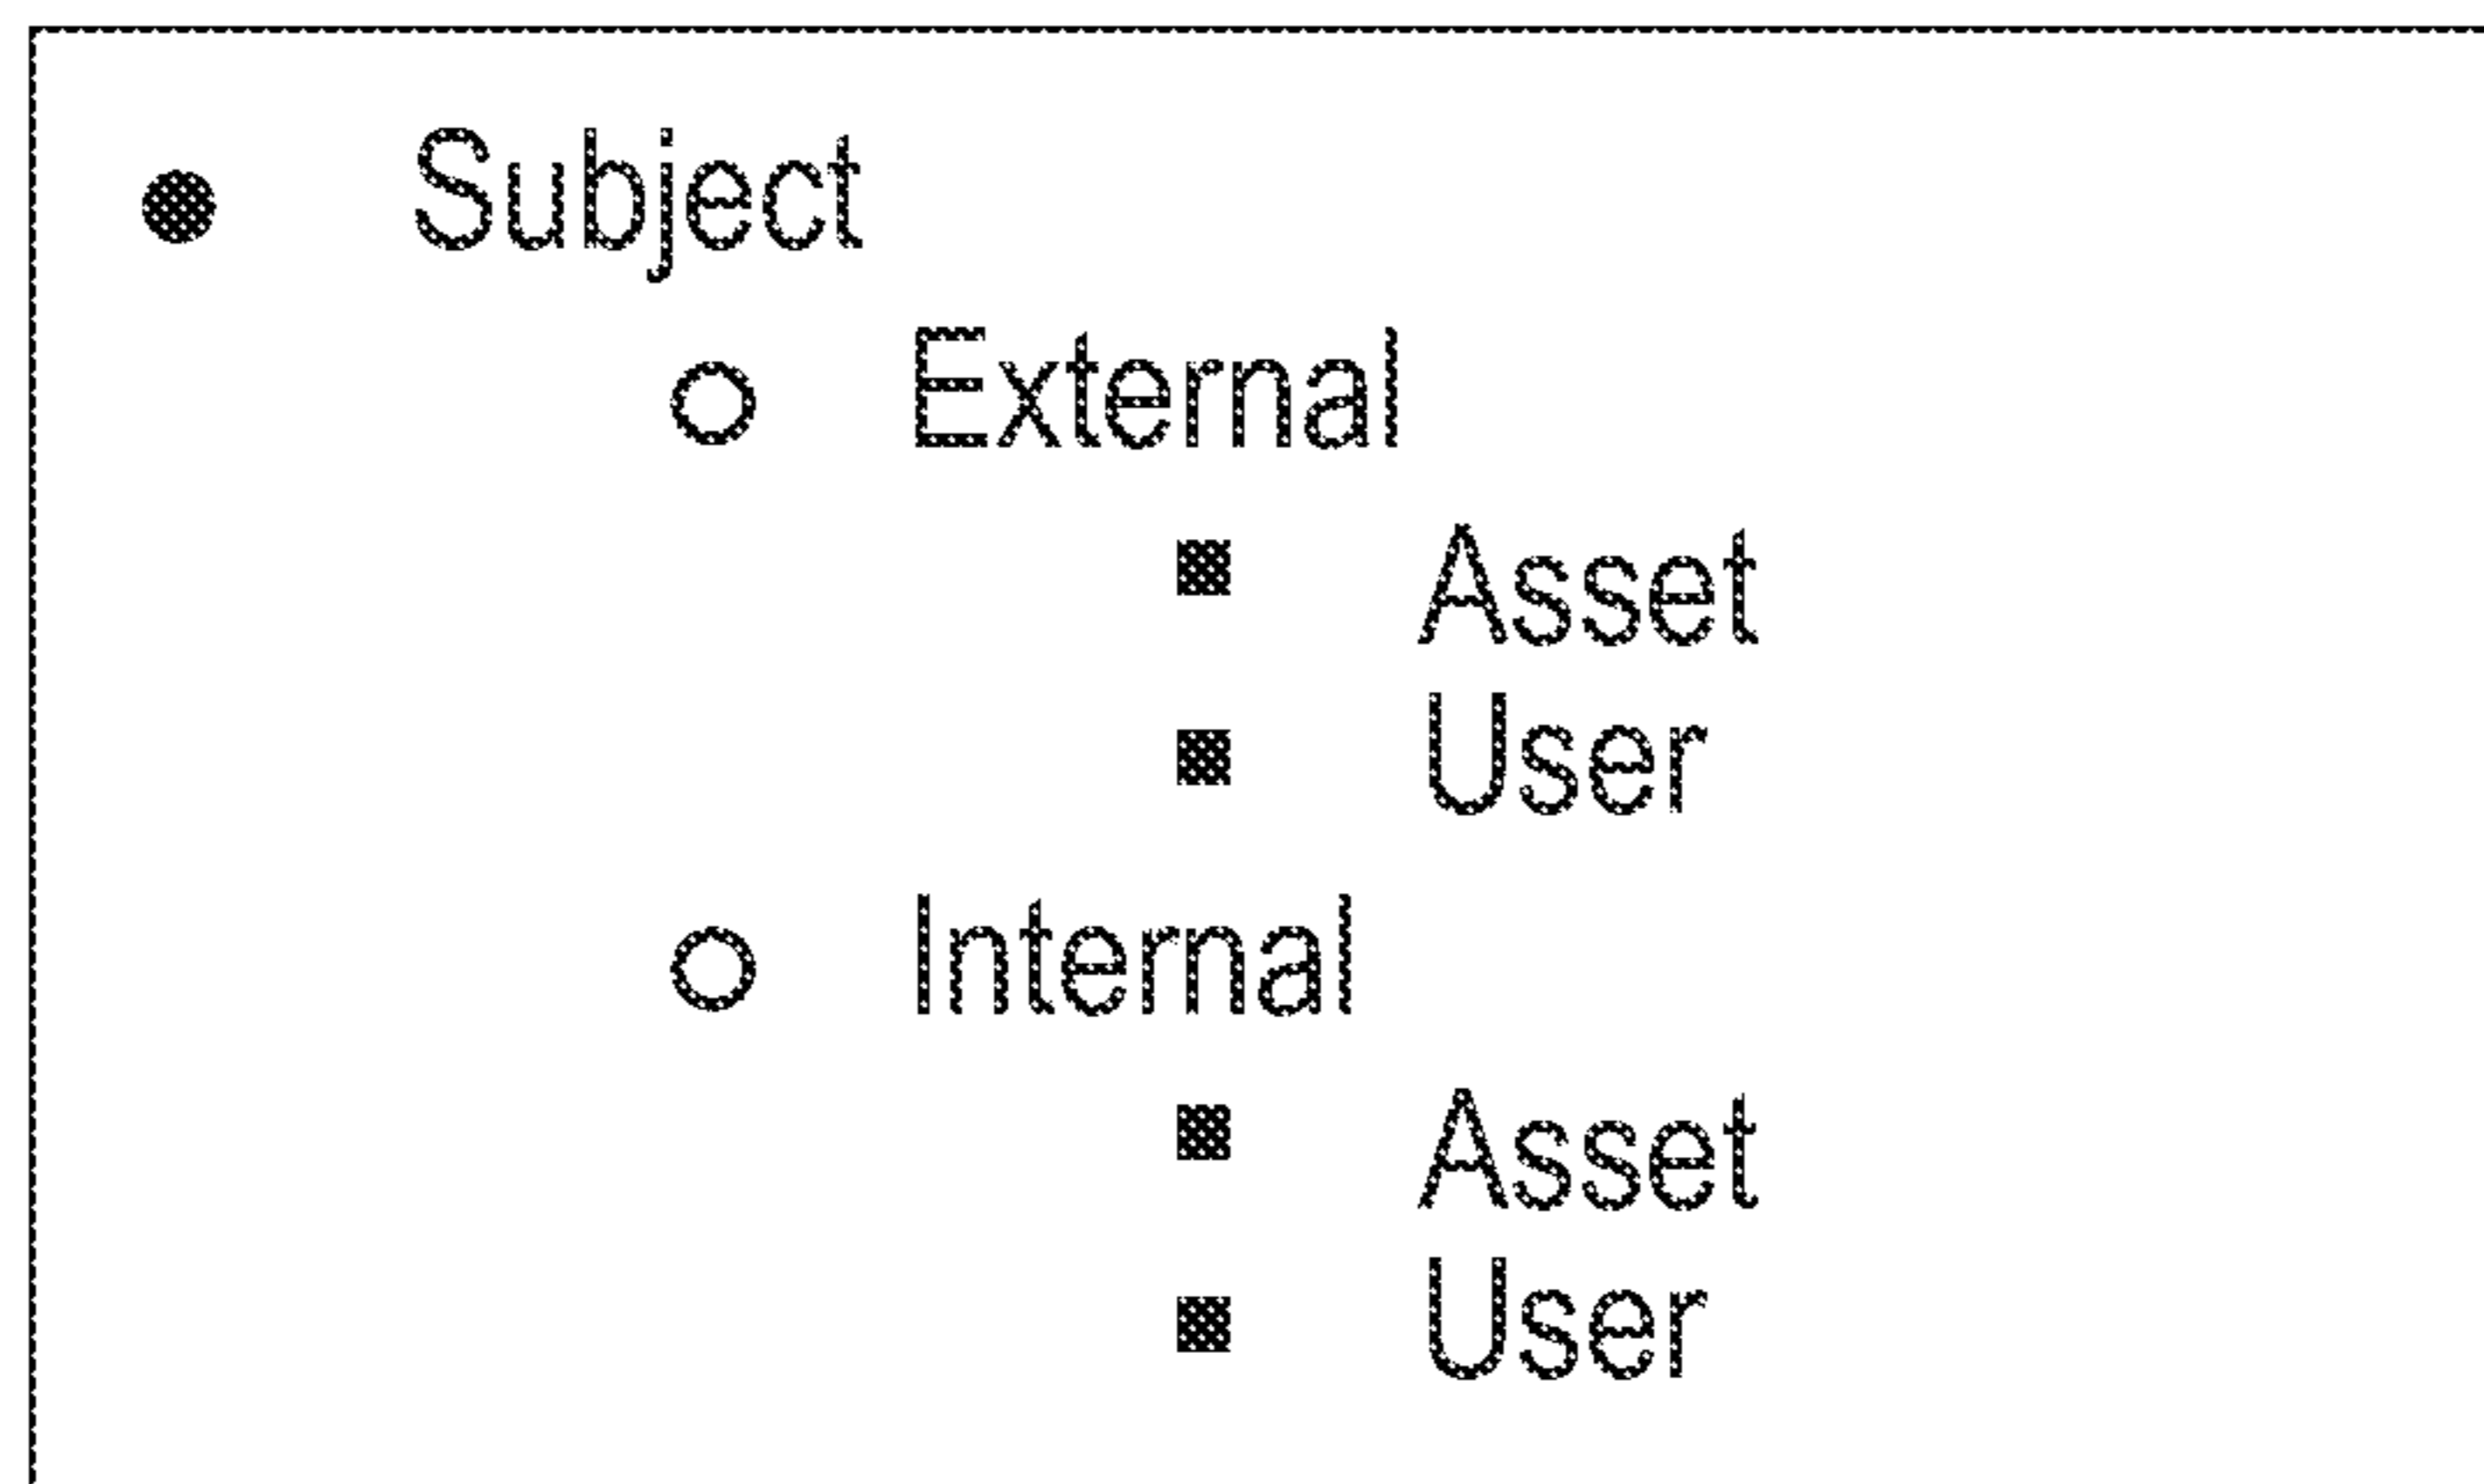 Subject
External
Asset
User
Internal
Asset
User